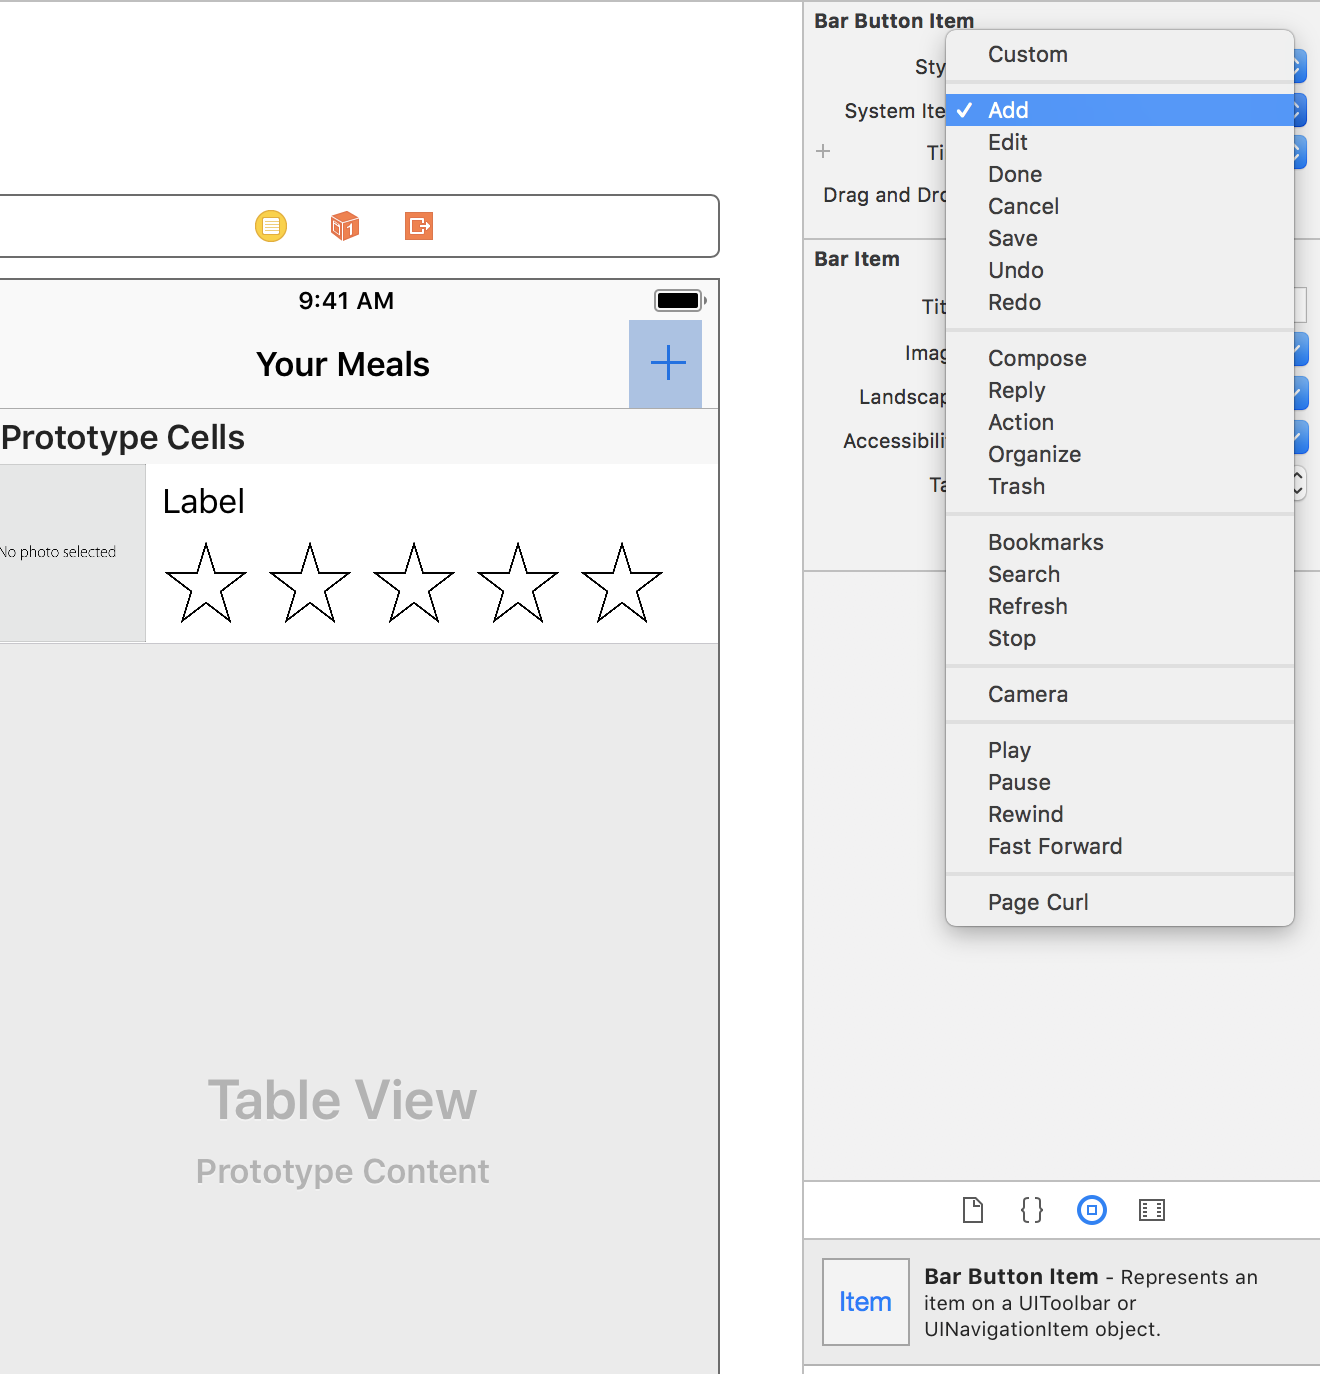 9:41 AM
Your Meals
Prototype Cells
No photo selected
Label
Table View
Prototype Content
Bar Button Item
Sty
System Ite
Ti
Drag and Dro
Bar Item
Tit
Imag
Landscap
Accessibili
Ta
Custom
Add
Edit
Done
Cancel
Save
Undo
Redo
Compose
Reply
Action
Organize
Trash
Bookmarks
Search
Refresh
Stop
Camera
Play
Pause
Rewind
Fast Forward
Page Curl
Item
Bar Button Item - Represents an
item on a UIToolbar or
UINavigationItem object.